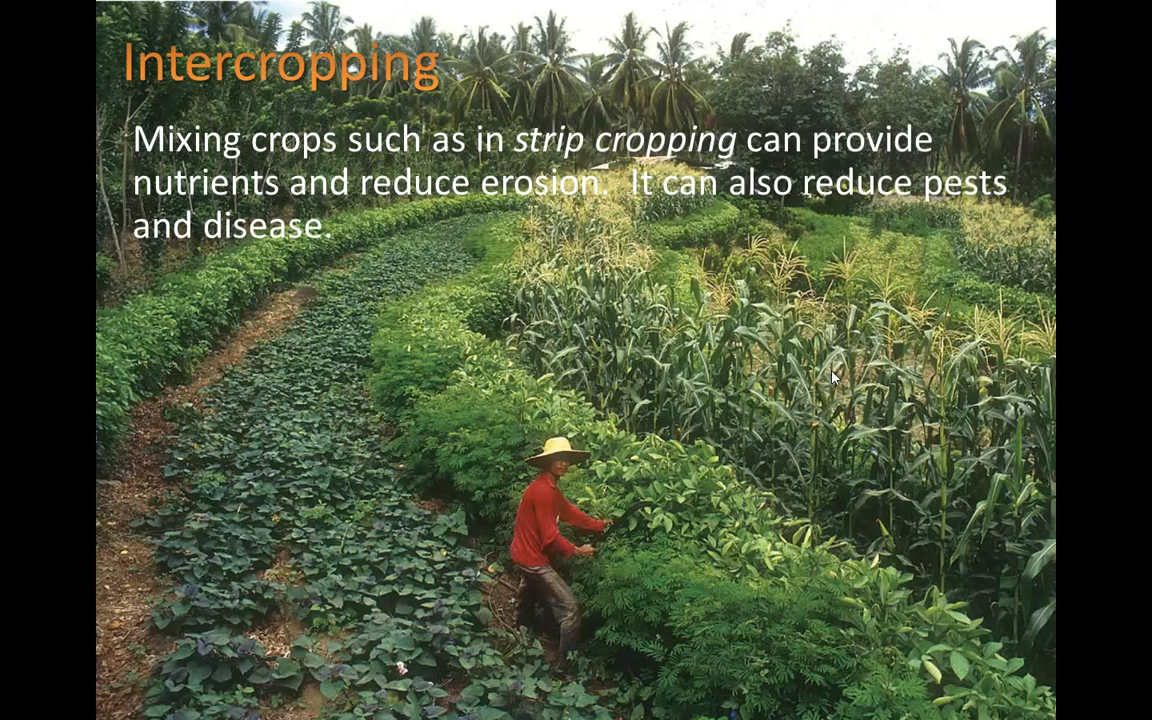 Intercropping
Mixing crops such as in strip cropping can provide
nutrients and reduce erosion.  It can also reduce pests
and disease.